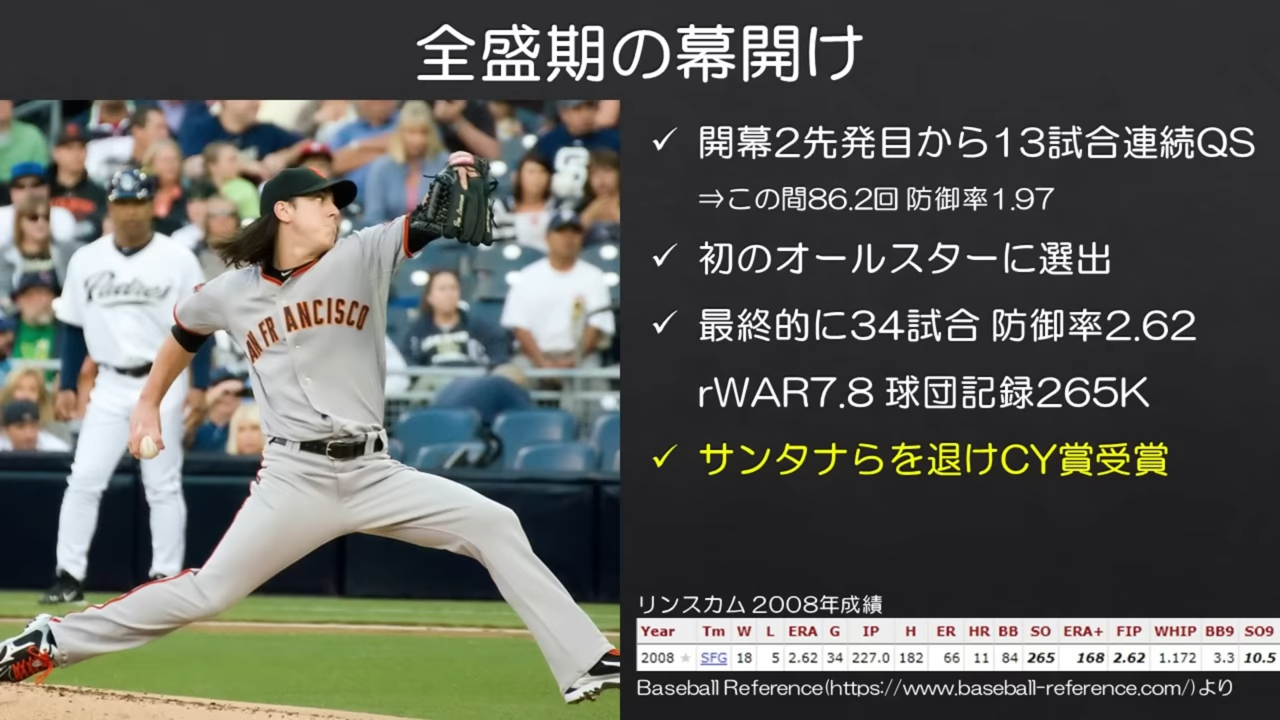 全盛期の幕開け
✓ 開幕2先発目から13試合連続QS
⇒この間86.2回 防御率1.97
✓ 初のオールスターに選出
✓ 最終的に34試合 防御率2.62
rWAR7.8 球団記録265K
✓ サンタナらを退けCY賞受賞
Padres
AN FRANCISCO
リンスカム 2008年成績
Year Tm W L ERA G IP H ER HR BB SO ERA+ FIP WHIP BB9 SO9
2008 ★ SFG 18 5 2.62 34 227.0 182 66 11 84 265 168 2.62 1.172 3.3 10.5
Baseball Reference(https://www.baseball-reference.com/)より